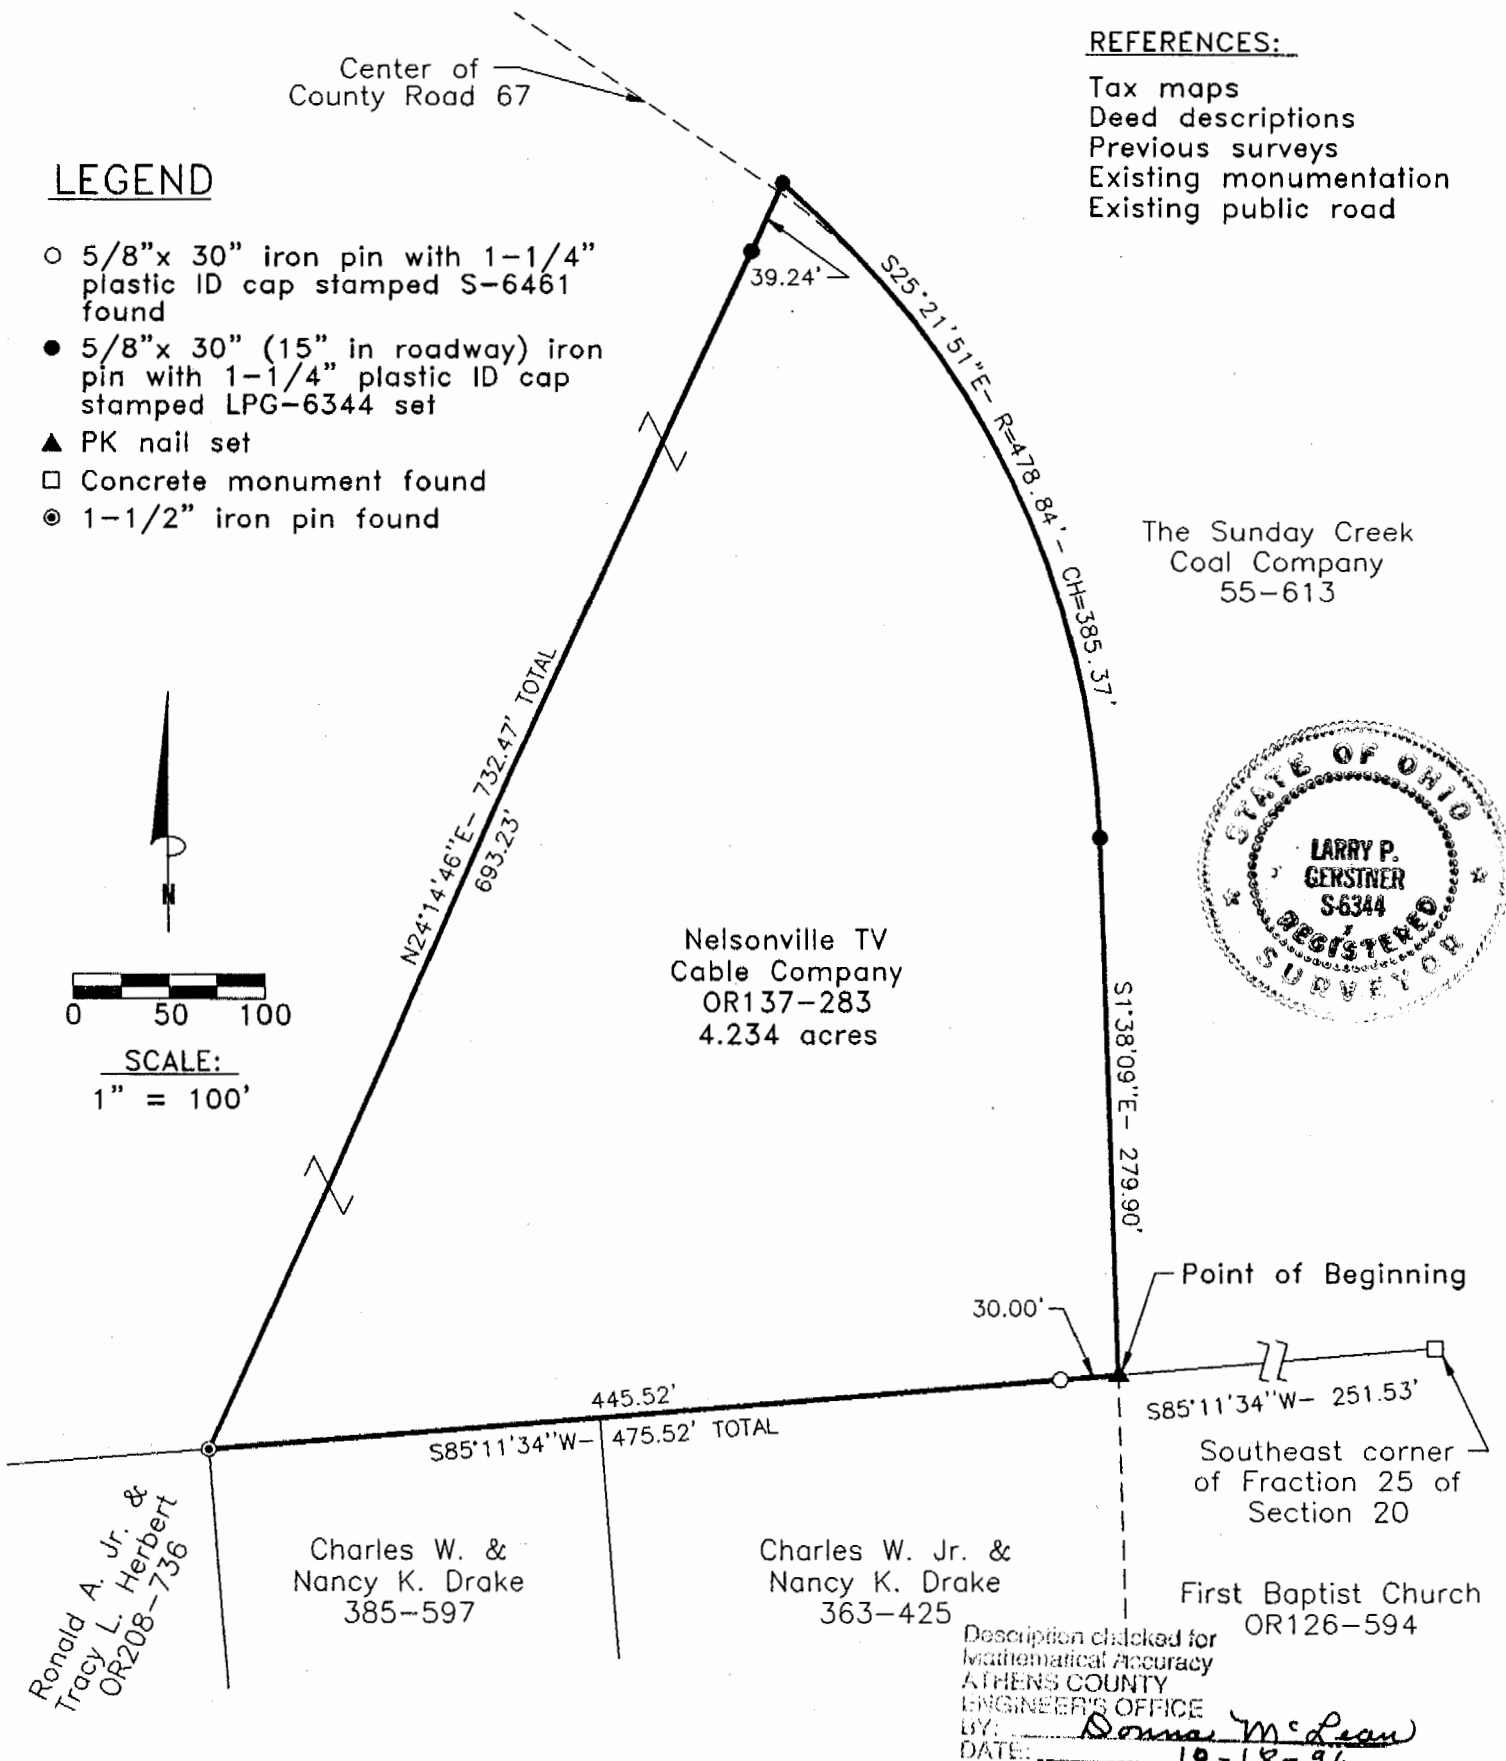 Center of
County Road 67
REFERENCES:
Tax maps
Deed descriptions
Previous surveys
Existing monumentation
Existing public road
LEGEND
5/8"x 30" iron pin with 1-1/4"
plastic ID cap stamped S-6461
found
5/8"x 30" (15" in roadway) iron
pin with 1-1/4" plastic ID cap
stamped LPG-6344 set
PK nail set
Concrete monument found
1-1/2" iron pin found
39.24'
S25°21'51"E- R=478.84'- CH=385.37'
The Sunday Creek
Coal Company
55-613
N24°14'46"E- 732.47' TOTAL
693.23'
N
0 50 100
SCALE:
1" = 100'
Nelsonville TV
Cable Company
OR137-283
4.234 acres
STATE OF OHIO
LARRY P.
GERSTNER
S-6344
REGISTERED
SURVEYOR
S1°38'09"E- 279.90'
Point of Beginning
30.00'
445.52'
S85°11'34"W- 475.52' TOTAL
S85°11'34"W- 251.53'
Southeast corner
of Fraction 25 of
Section 20
Ronald A. Jr. &
Tracy L. Herbert
OR208-736
Charles W. &
Nancy K. Drake
385-597
Charles W. Jr. &
Nancy K. Drake
363-425
First Baptist Church
OR126-594
Description checked for
Mathematical Accuracy
ATHENS COUNTY
ENGINEER'S OFFICE
BY: Donna McLean
DATE: